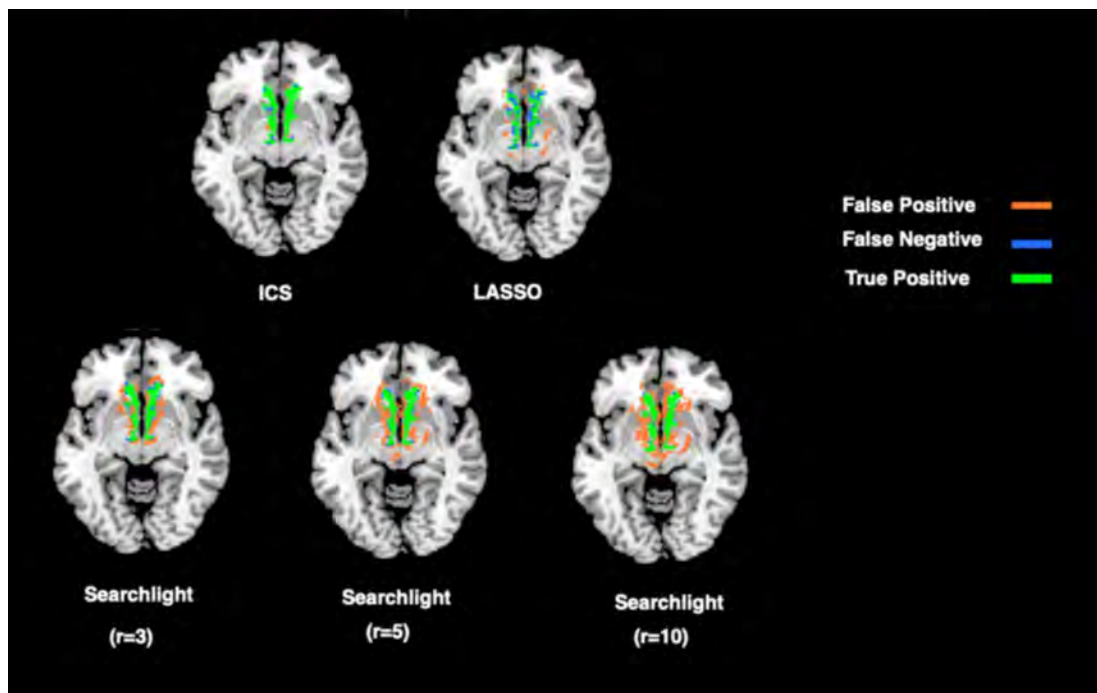 False Positive
False Negative
True Positive
ICS
LASSO
Searchlight
(r=3)
Searchlight
(r=5)
Searchlight
(r=10)